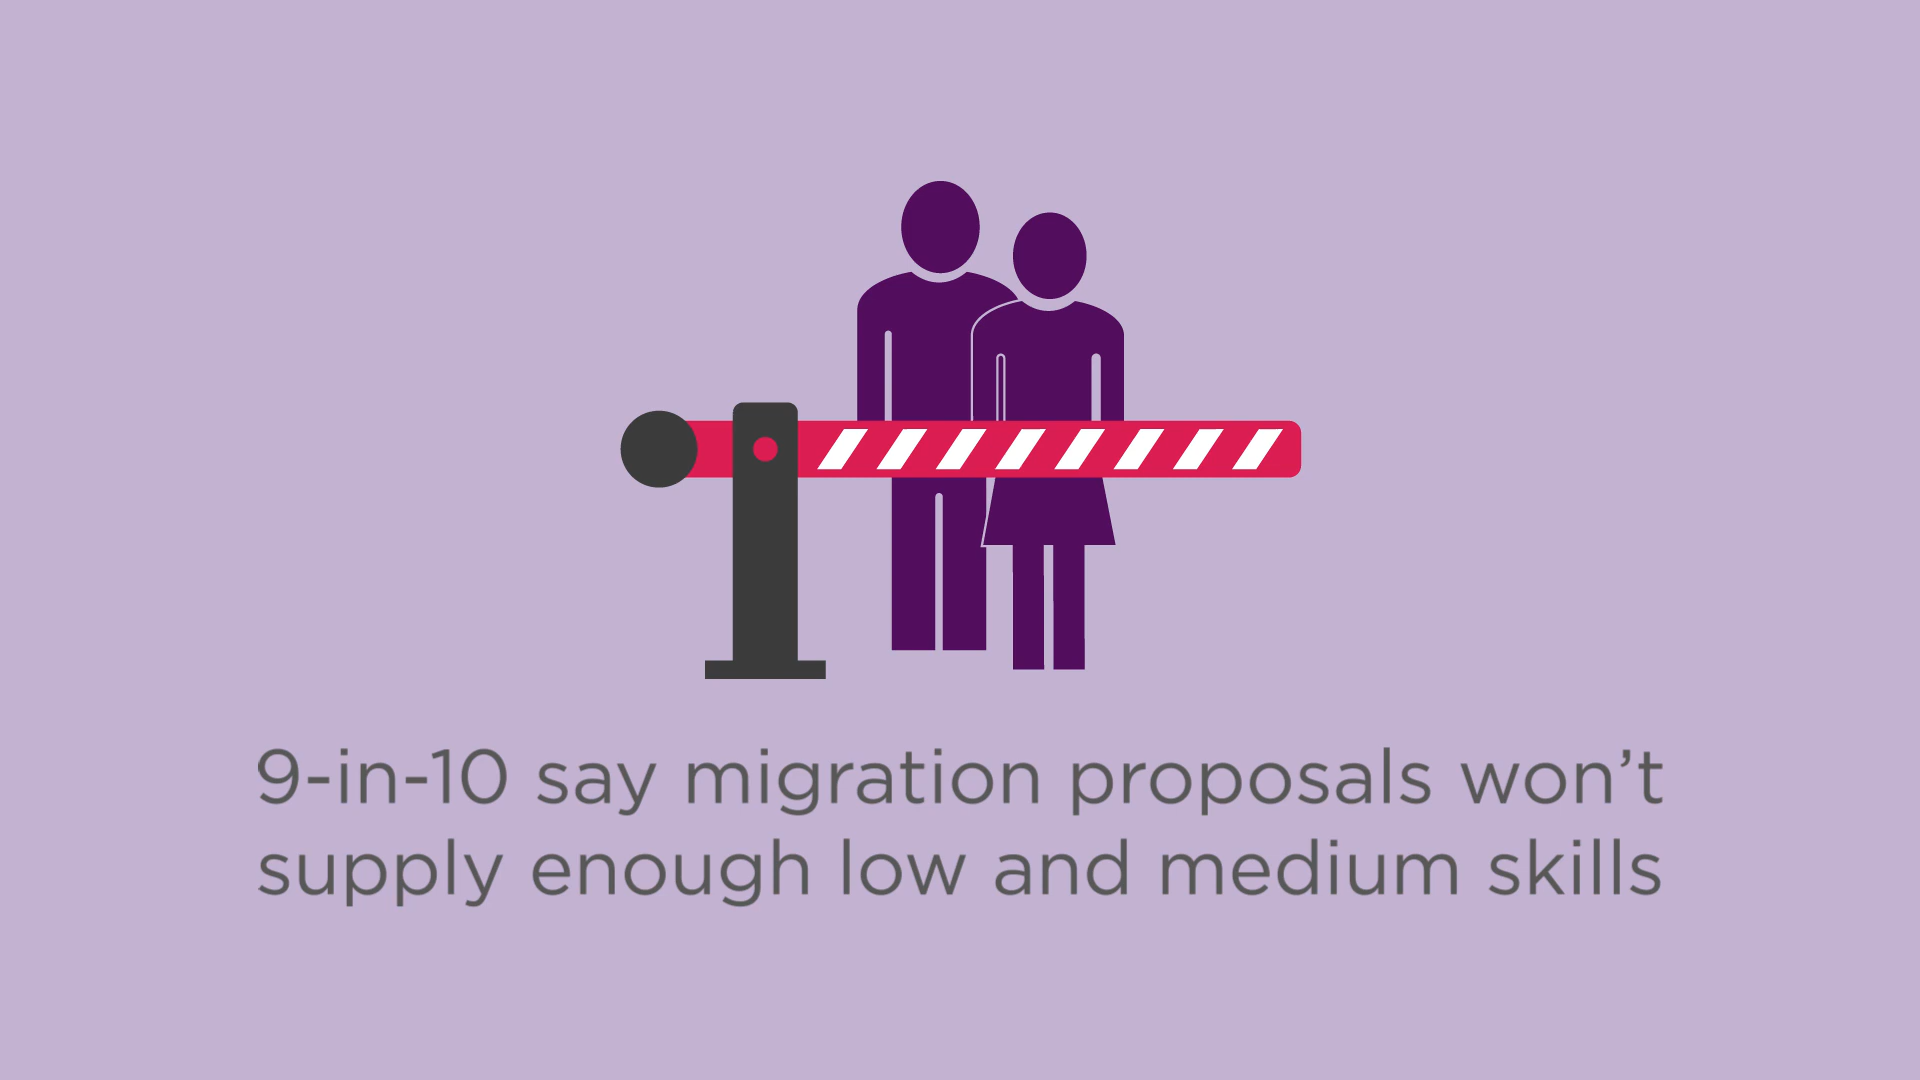 9-in-10 say migration proposals won’t
supply enough low and medium skills